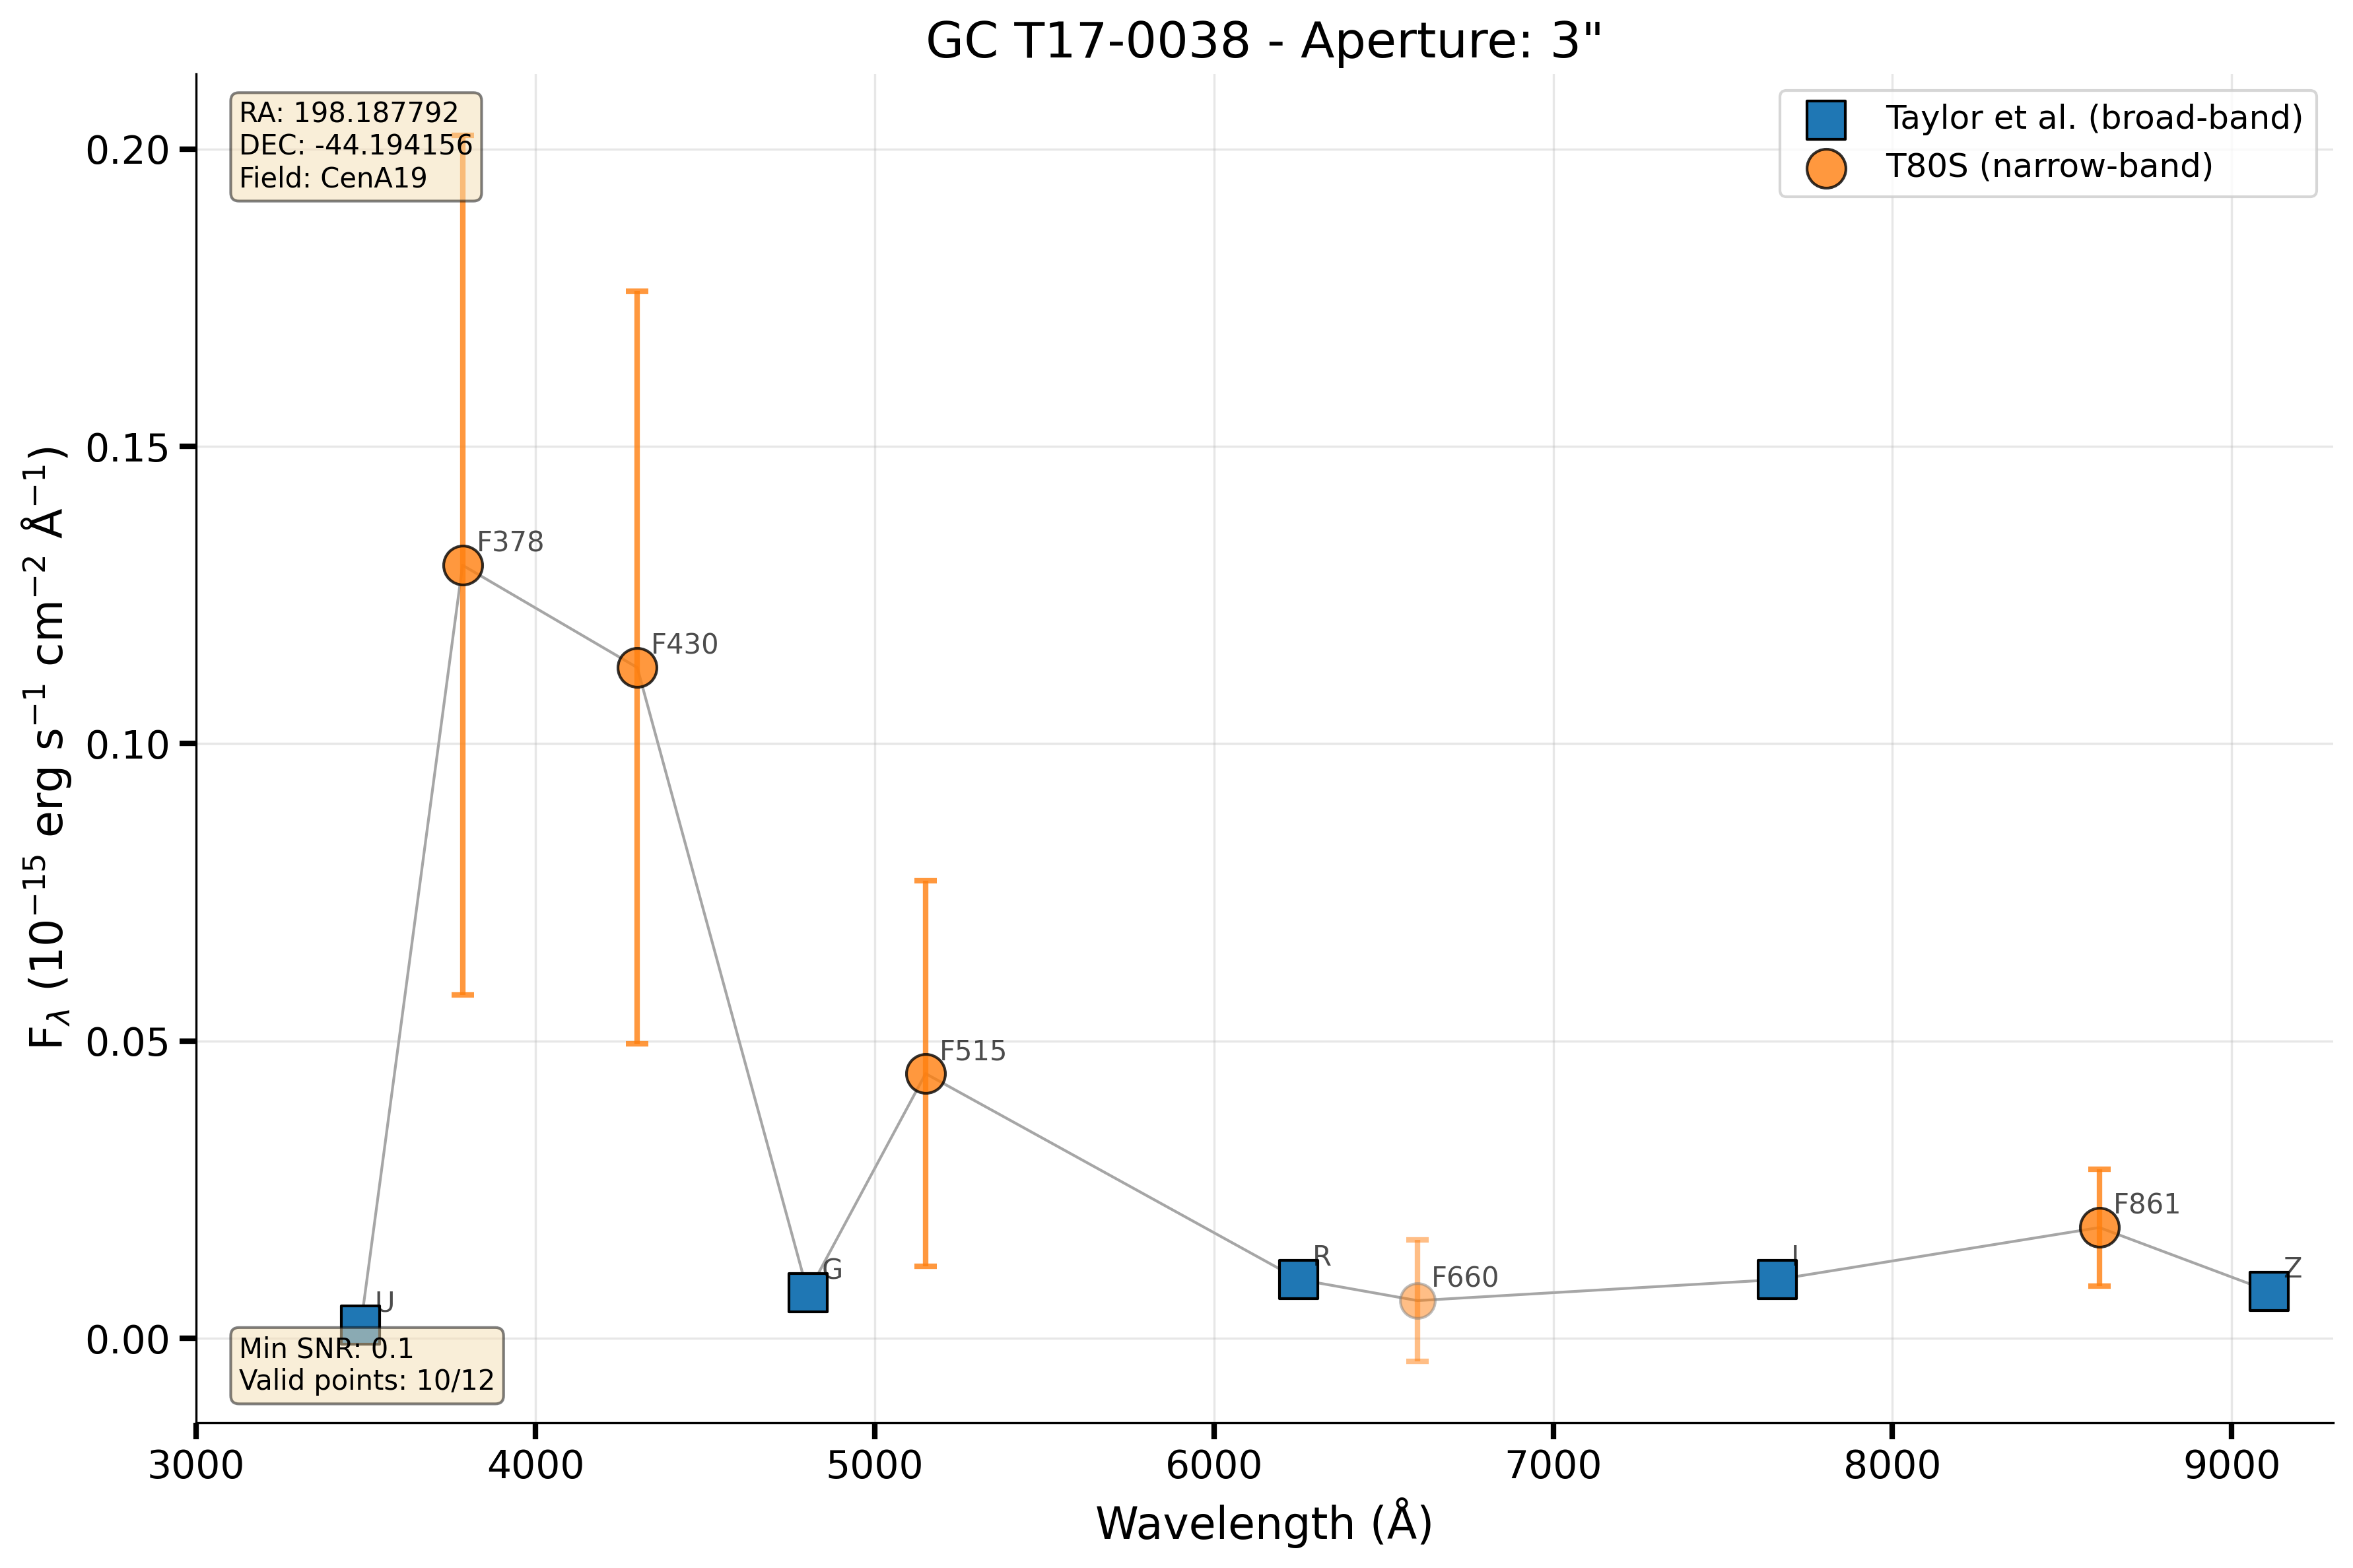 GC T17-0038 - Aperture: 3"
RA: 198.187792
DEC: -44.194156
Field: CenA19
Taylor et al. (broad-band)
T80S (narrow-band)
0.20
0.15
0.10
0.05
0.00
F_λ (10⁻¹⁵ erg s⁻¹ cm⁻² Å⁻¹)
F378
F430
F515
F861
F660
U
G
R
I
Z
Min SNR: 0.1
Valid points: 10/12
3000 4000 5000 6000 7000 8000 9000
Wavelength (Å)